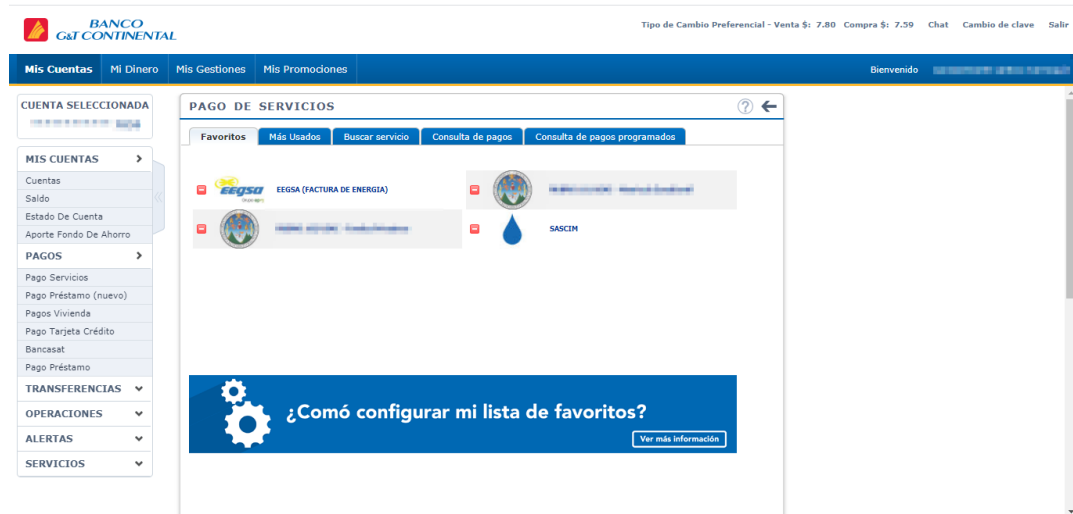 BANCO
G&T CONTINENTAL
Tipo de Cambio Preferencial - Venta $: 7.80 Compra $: 7.59 Chat Cambio de clave Salir
Mis Cuentas Mi Dinero Mis Gestiones Mis Promociones Bienvenido
CUENTA SELECCIONADA
MIS CUENTAS
Cuentas
Saldo
Estado De Cuenta
Aporte Fondo De Ahorro
PAGOS
Pago Servicios
Pago Préstamo (nuevo)
Pagos Vivienda
Pago Tarjeta Crédito
Bancasat
Pago Préstamo
TRANSFERENCIAS
OPERACIONES
ALERTAS
SERVICIOS
PAGO DE SERVICIOS
Favoritos Más Usados Buscar servicio Consulta de pagos Consulta de pagos programados
EEGSA EEGSA (FACTURA DE ENERGIA)
SASCIM
¿Comó configurar mi lista de favoritos?
Ver más información